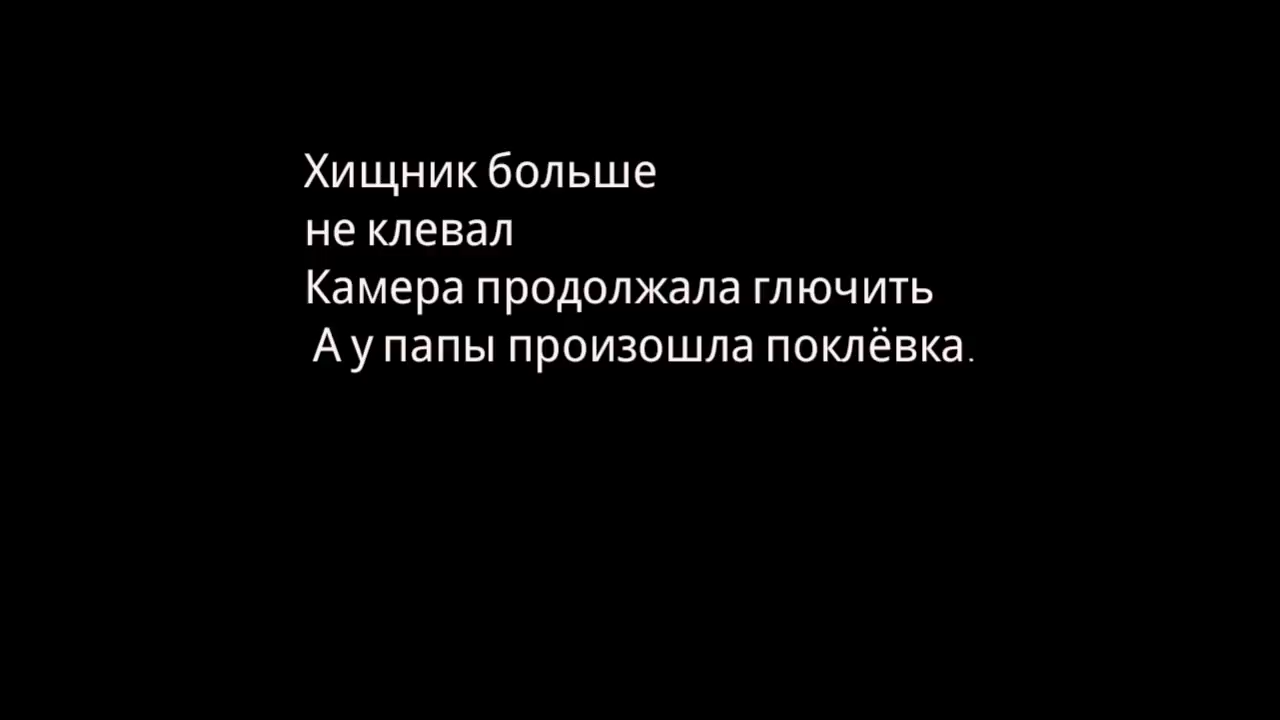 Хищник больше
не клевал
Камера продолжала глючить
А у папы произошла поклёвка.